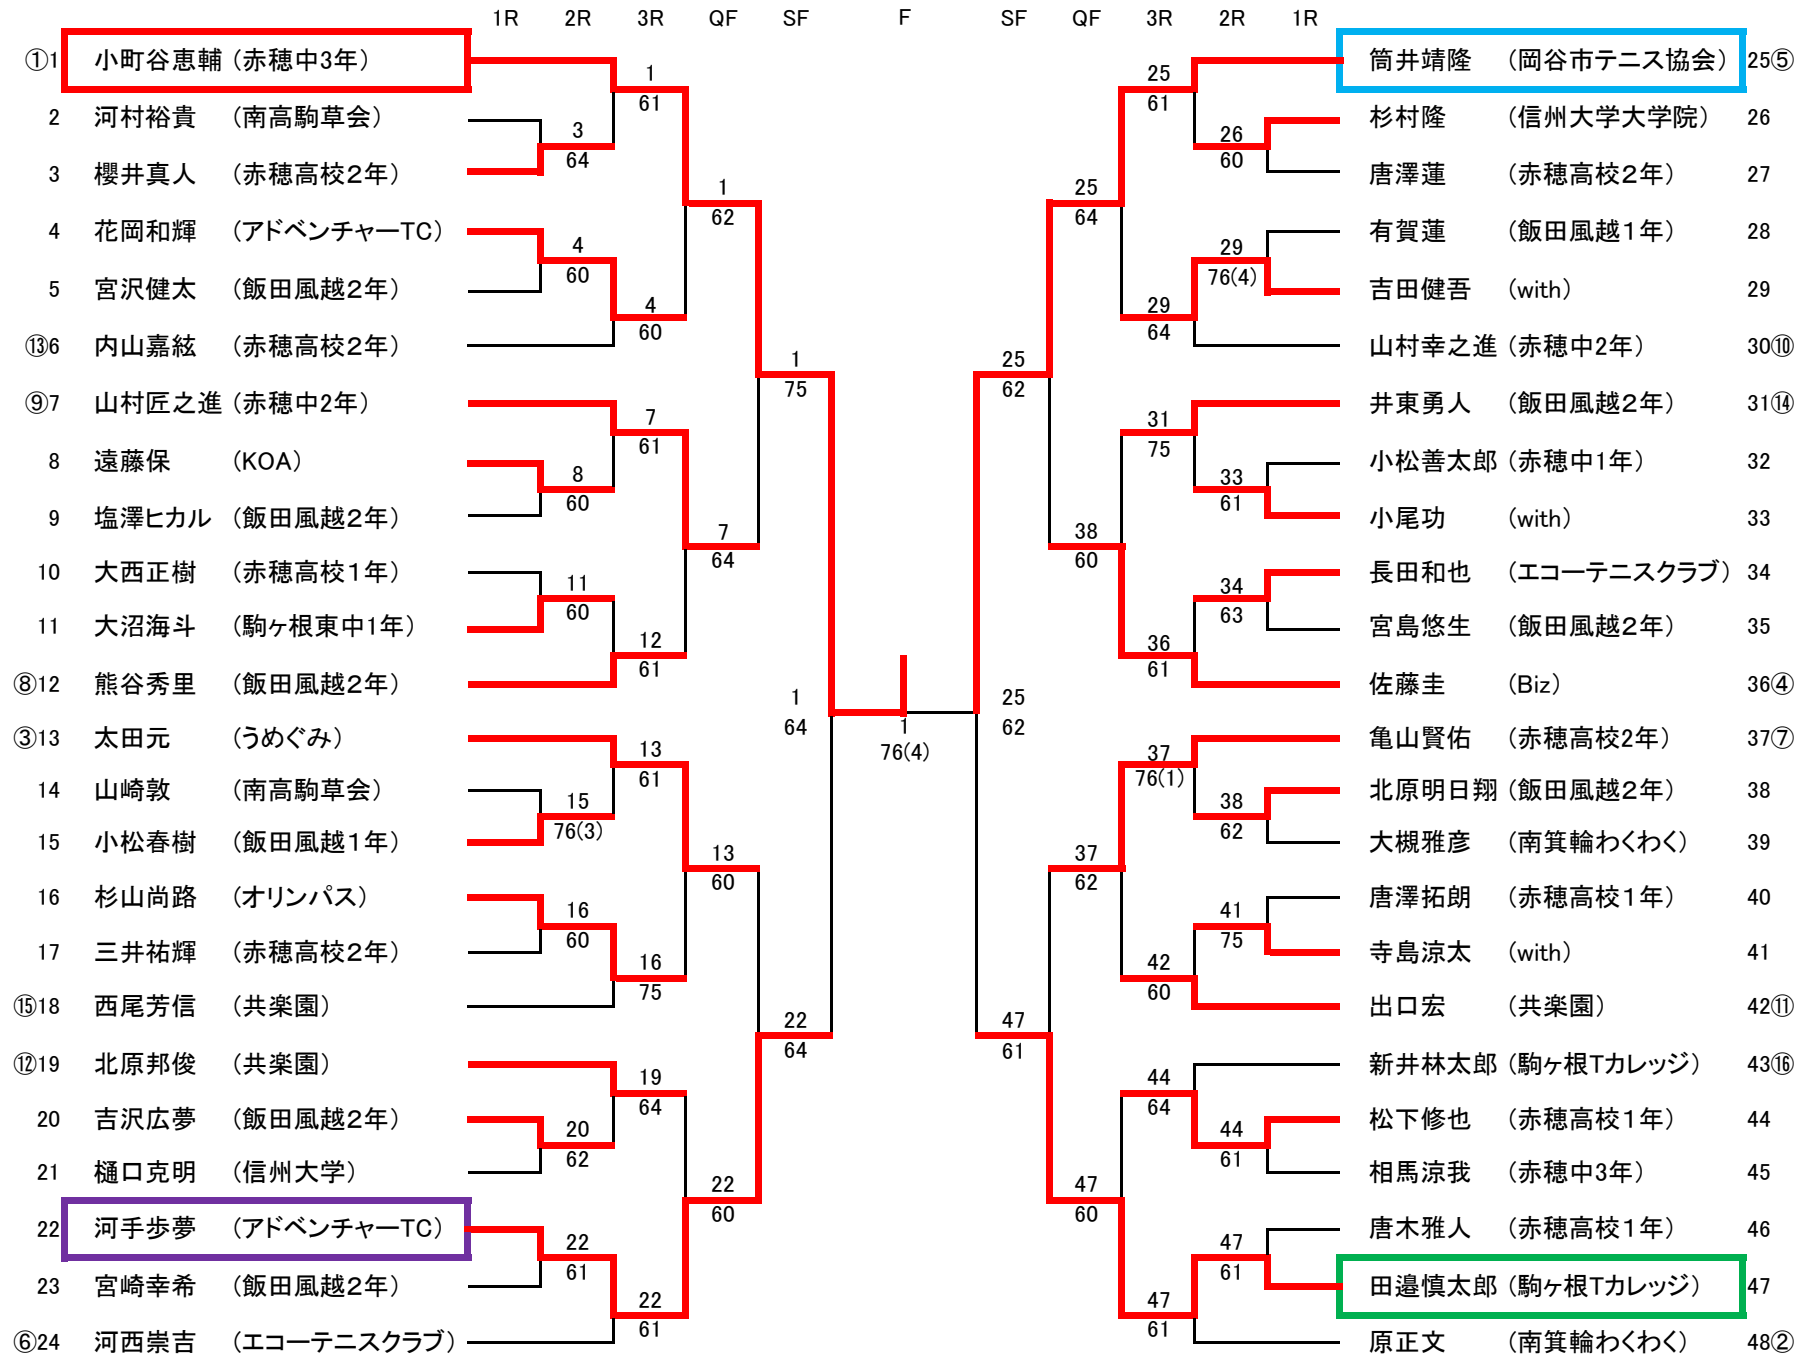 1R 2R 3R QF SF F SF QF 3R 2R 1R
①1 小町谷恵輔 (赤穂中3年)
2 河村裕貴 (南高駒草会)
3 櫻井真人 (赤穂高校2年)
4 花岡和輝 (アドベンチャーTC)
5 宮沢健太 (飯田風越2年)
⑬6 内山嘉絃 (赤穂高校2年)
⑨7 山村匠之進 (赤穂中2年)
8 遠藤保 (KOA)
9 塩澤ヒカル (飯田風越2年)
10 大西正樹 (赤穂高校1年)
11 大沼海斗 (駒ヶ根東中1年)
⑧12 熊谷秀里 (飯田風越2年)
③13 太田元 (うめぐみ)
14 山崎敦 (南高駒草会)
15 小松春樹 (飯田風越1年)
16 杉山尚路 (オリンパス)
17 三井祐輝 (赤穂高校2年)
⑮18 西尾芳信 (共楽園)
⑫19 北原邦俊 (共楽園)
20 吉沢広夢 (飯田風越2年)
21 樋口克明 (信州大学)
22 河手歩夢 (アドベンチャーTC)
23 宮崎幸希 (飯田風越2年)
⑥24 河西崇吉 (エコーテニスクラブ)
3
64
4
60
8
60
11
60
15
76(3)
16
60
20
62
22
61
1
61
4
60
7
61
12
61
13
61
16
75
19
64
22
61
1
62
7
64
13
60
22
60
1
75
22
64
1
64
1
76(4)
25
62
25
62
47
61
25
64
38
60
37
62
47
60
25
61
29
64
31
75
36
61
37
76(1)
42
60
44
64
47
61
26
60
29
76(4)
33
61
34
63
38
62
41
75
44
61
47
61
筒井靖隆 (岡谷市テニス協会) 25⑤
杉村隆 (信州大学大学院) 26
唐澤蓮 (赤穂高校2年) 27
有賀蓮 (飯田風越1年) 28
吉田健吾 (with) 29
山村幸之進 (赤穂中2年) 30⑩
井東勇人 (飯田風越2年) 31⑭
小松善太郎 (赤穂中1年) 32
小尾功 (with) 33
長田和也 (エコーテニスクラブ) 34
宮島悠生 (飯田風越2年) 35
佐藤圭 (Biz) 36④
亀山賢佑 (赤穂高校2年) 37⑦
北原明日翔 (飯田風越2年) 38
大槻雅彦 (南箕輪わくわく) 39
唐澤拓朗 (赤穂高校1年) 40
寺島涼太 (with) 41
出口宏 (共楽園) 42⑪
新井林太郎 (駒ヶ根Tカレッジ) 43⑯
松下修也 (赤穂高校1年) 44
相馬涼我 (赤穂中3年) 45
唐木雅人 (赤穂高校1年) 46
田邉慎太郎 (駒ヶ根Tカレッジ) 47
原正文 (南箕輪わくわく) 48②